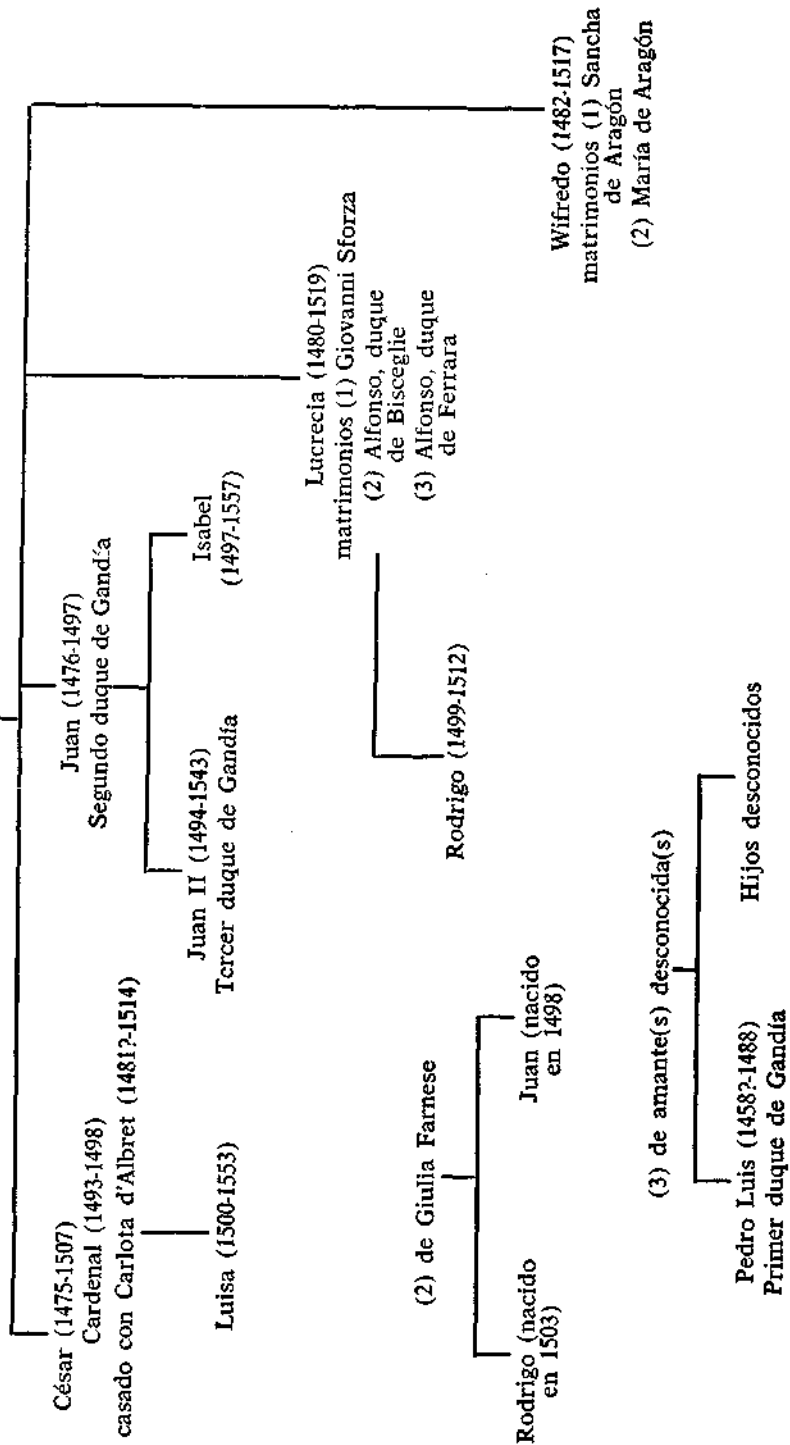 César (1475-1507)
Cardenal (1493-1498)
casado con Carlota d'Albret (1481?-1514)
Luisa (1500-1553)
Juan (1476-1497)
Segundo duque de Gandía
Juan II (1494-1543)
Tercer duque de Gandía
Isabel
(1497-1557)
Lucrecia (1480-1519)
matrimonios (1) Giovanni Sforza
(2) Alfonso, duque
de Bisceglie
(3) Alfonso, duque
de Ferrara
Rodrigo (1499-1512)
Wifredo (1482-1517)
matrimonios (1) Sancha
de Aragón
(2) María de Aragón
(2) de Giulia Farnese
Rodrigo (nacido
en 1503)
Juan (nacido
en 1498)
(3) de amante(s) desconocida(s)
Pedro Luis (1458?-1488)
Primer duque de Gandía
Hijos desconocidos